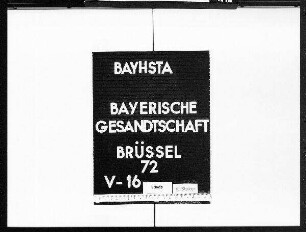 BAYHSTA
BAYERISCHE
GESANDTSCHAFT
BRÜSSEL
72
V-16